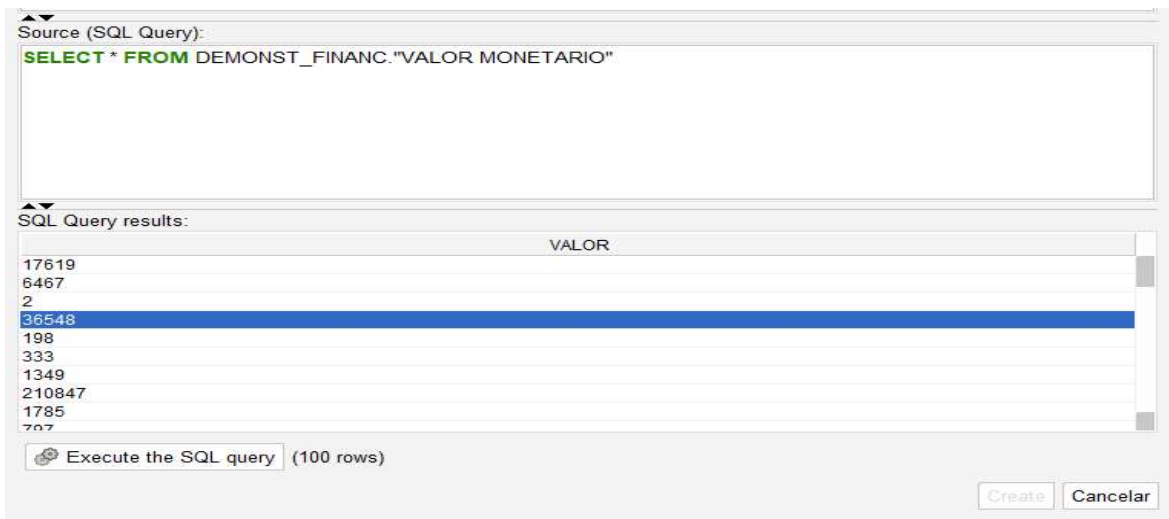 Source (SQL Query):
SELECT * FROM DEMONST_FINANC."VALOR MONETARIO"
SQL Query results:
VALOR
17619
6467
2
36548
198
333
1349
210847
1785
797
Execute the SQL query (100 rows)
Create Cancelar